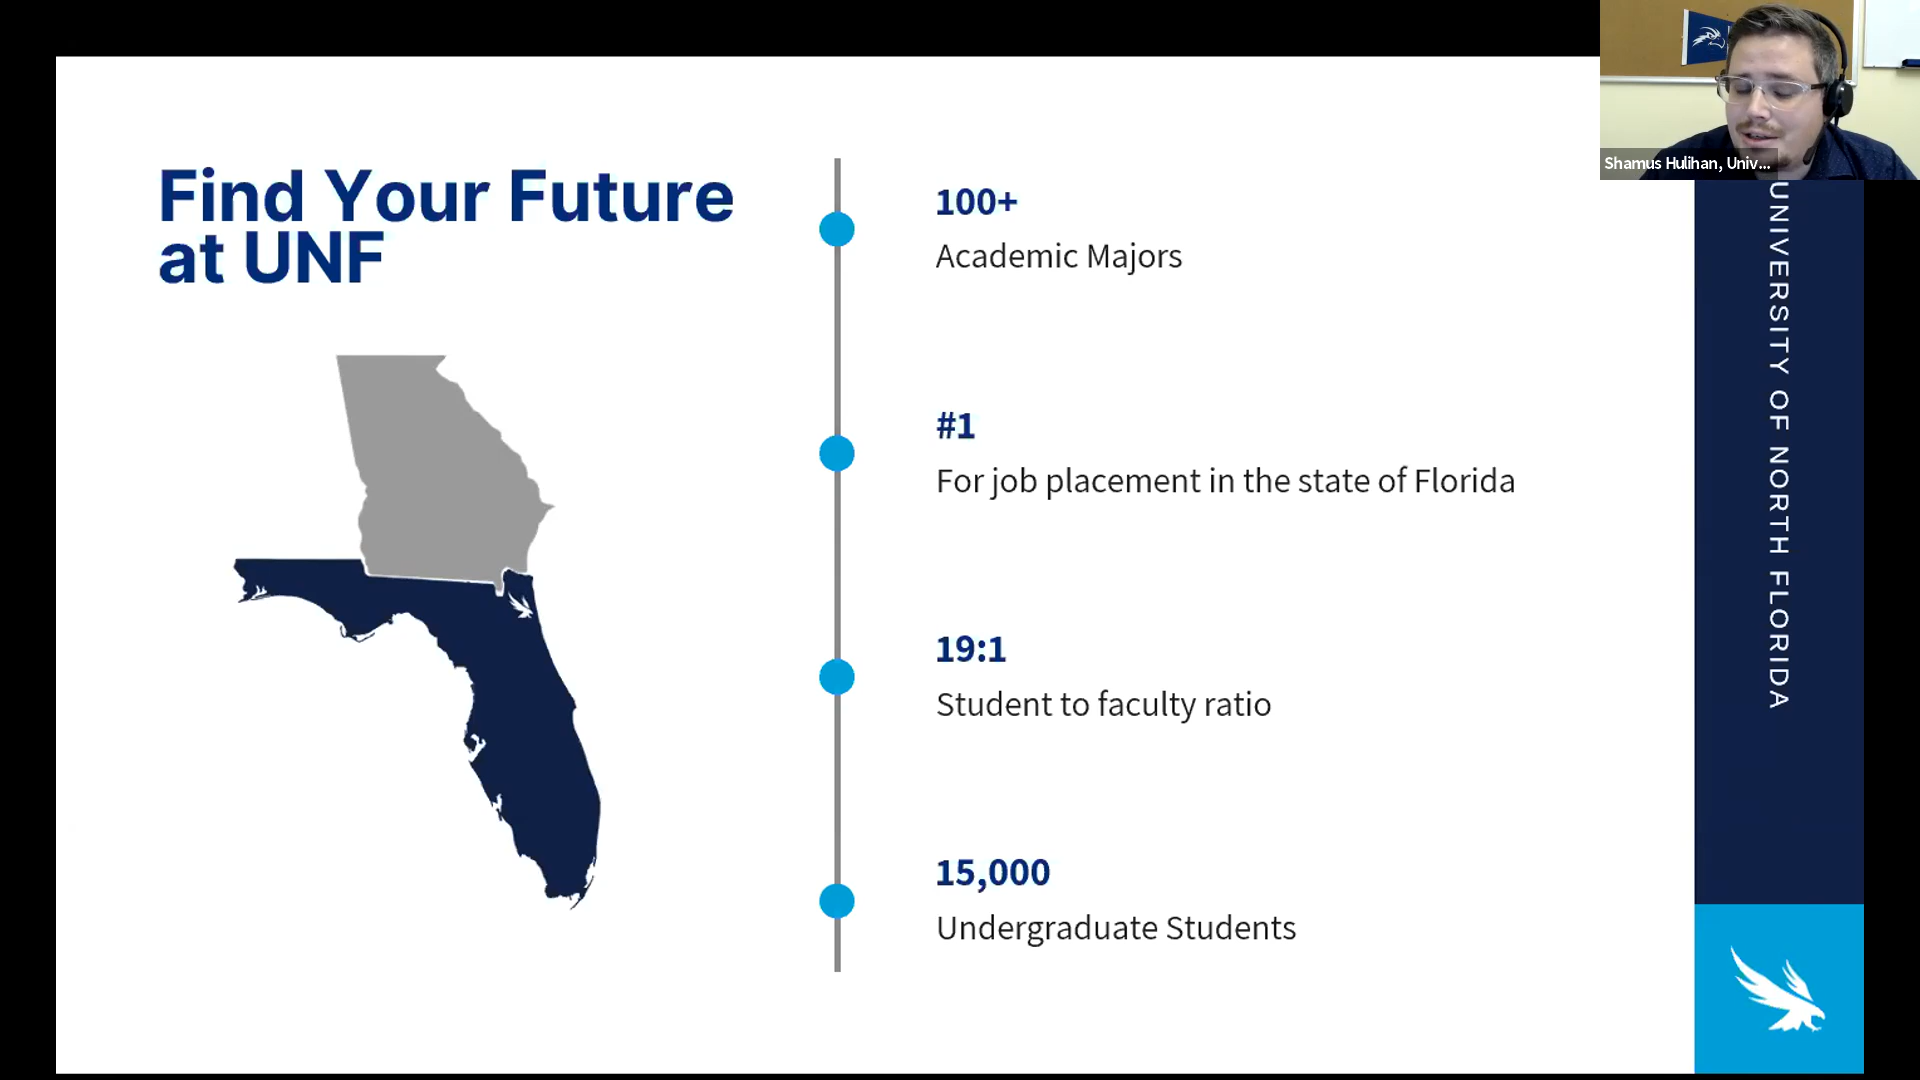 Find Your Future
at UNF
100+
Academic Majors
#1
For job placement in the state of Florida
19:1
Student to faculty ratio
15,000
Undergraduate Students
Shamus Hulihan, Univ...
UNIVERSITY OF NORTH FLORIDA